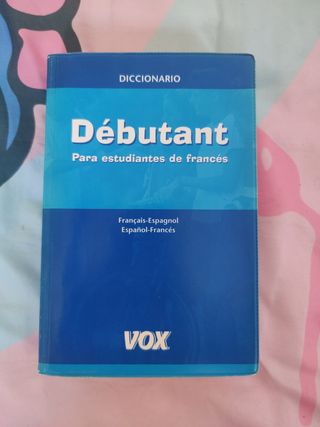 DICCIONARIO
Débutant
Para estudiantes de francés
Français-Espagnol
Español-Francés
VOX